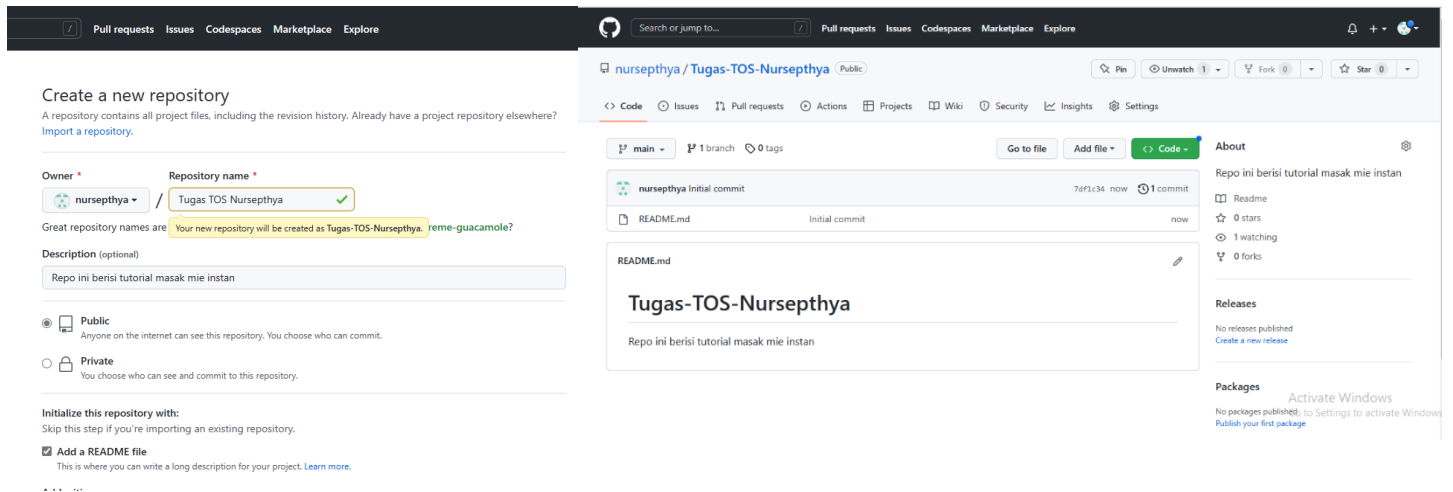 / Pull requests Issues Codespaces Marketplace Explore
Create a new repository
A repository contains all project files, including the revision history. Already have a project repository elsewhere?
Import a repository.
Owner * Repository name *
nursepthya / Tugas TOS Nursepthya
Great repository names are Your new repository will be created as Tugas-TOS-Nursepthya. reme-guacamole?
Description (optional)
Repo ini berisi tutorial masak mie instan
Public
Anyone on the internet can see this repository. You choose who can commit.
Private
You choose who can see and commit to this repository.
Initialize this repository with:
Skip this step if you're importing an existing repository.
Add a README file
This is where you can write a long description for your project. Learn more.
Search or jump to... / Pull requests Issues Codespaces Marketplace Explore
nursepthya / Tugas-TOS-Nursepthya Public
Pin Unwatch 1 Fork 0 Star 0
Code Issues Pull requests Actions Projects Wiki Security Insights Settings
main 1 branch 0 tags Go to file Add file Code
nursepthya Initial commit 7df1c34 now 1 commit
README.md Initial commit now
README.md
Tugas-TOS-Nursepthya
Repo ini berisi tutorial masak mie instan
About
Repo ini berisi tutorial masak mie instan
Readme
0 stars
1 watching
0 forks
Releases
No releases published
Create a new release
Packages
No packages published
Publish your first package
Activate Windows
to Settings to activate Windows